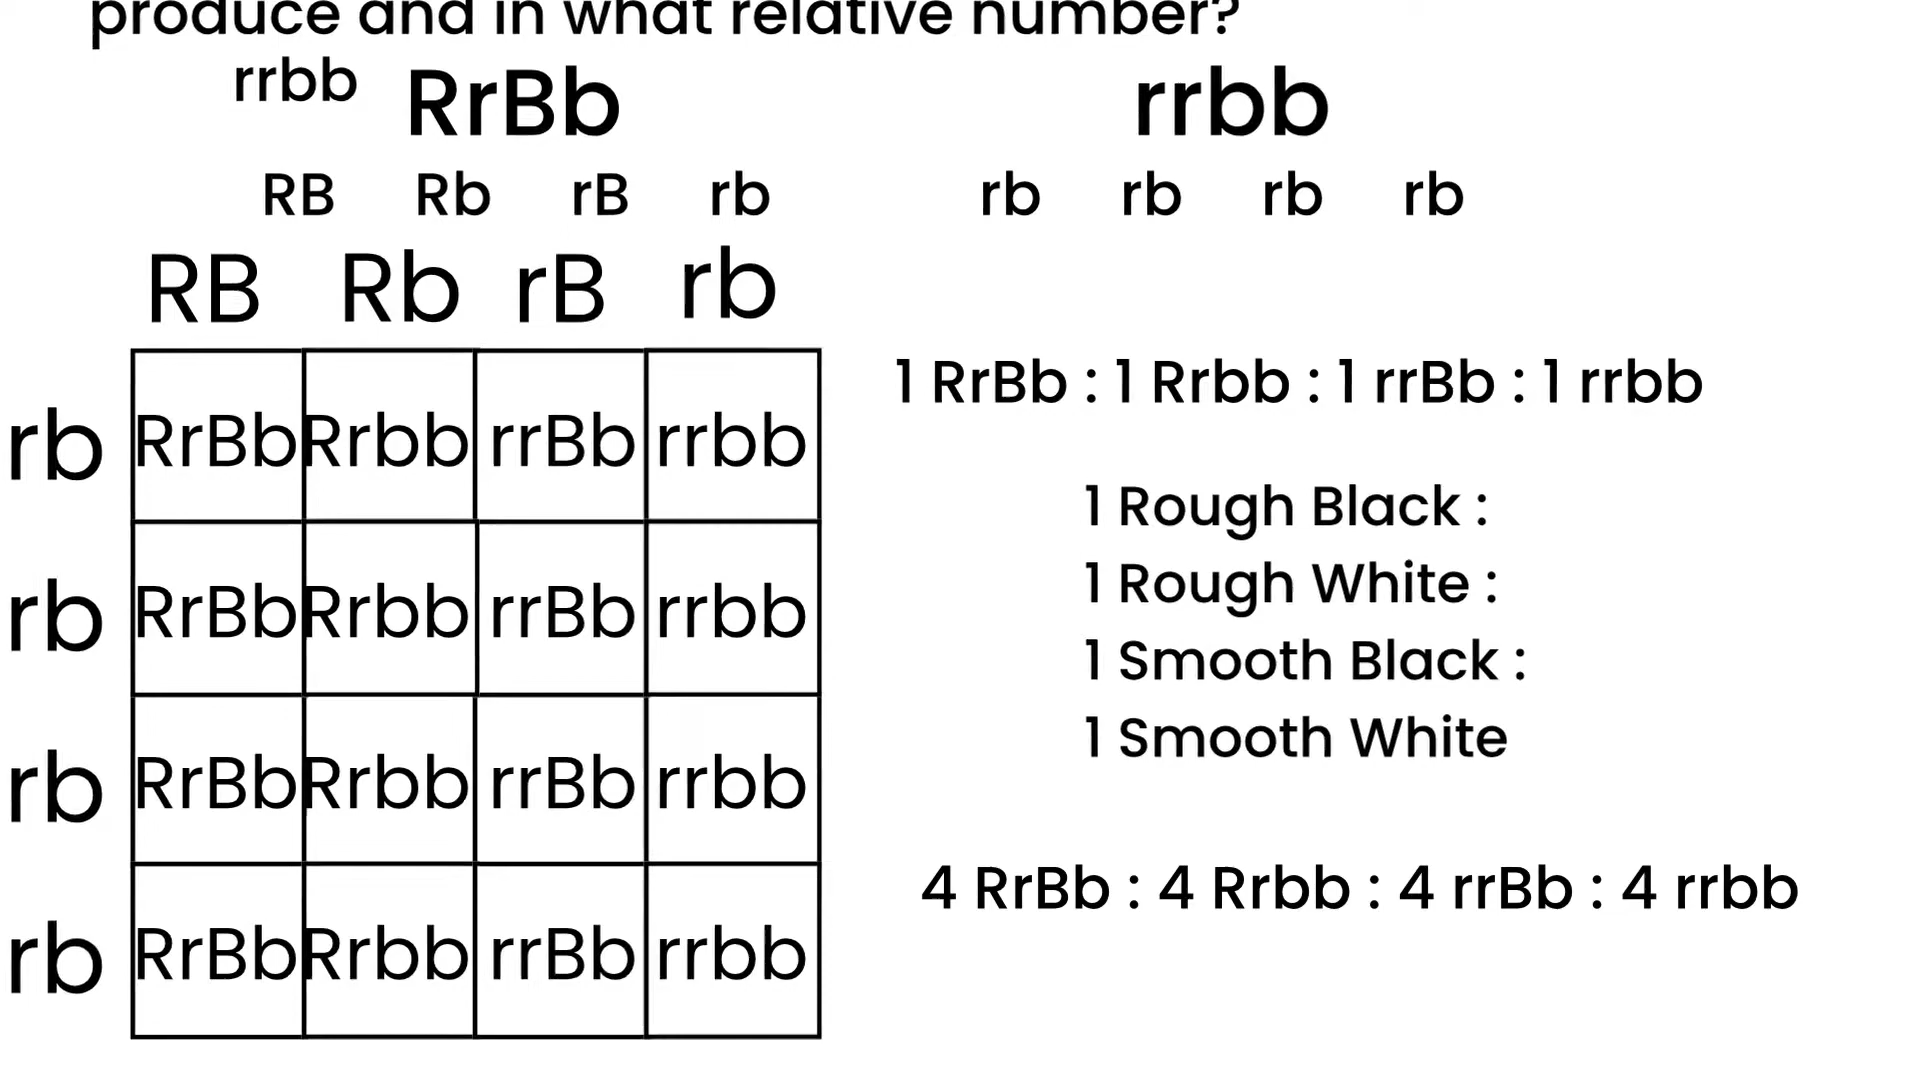 produce and in what relative number?
rrbb RrBb rrbb
RB Rb rB rb rb rb rb rb
RB Rb rB rb
1 RrBb : 1 Rrbb : 1 rrBb : 1 rrbb
rb RrBb Rrbb rrBb rrbb
1 Rough Black :
1 Rough White :
rb RrBb Rrbb rrBb rrbb
1 Smooth Black :
1 Smooth White
rb RrBb Rrbb rrBb rrbb
4 RrBb : 4 Rrbb : 4 rrBb : 4 rrbb
rb RrBb Rrbb rrBb rrbb